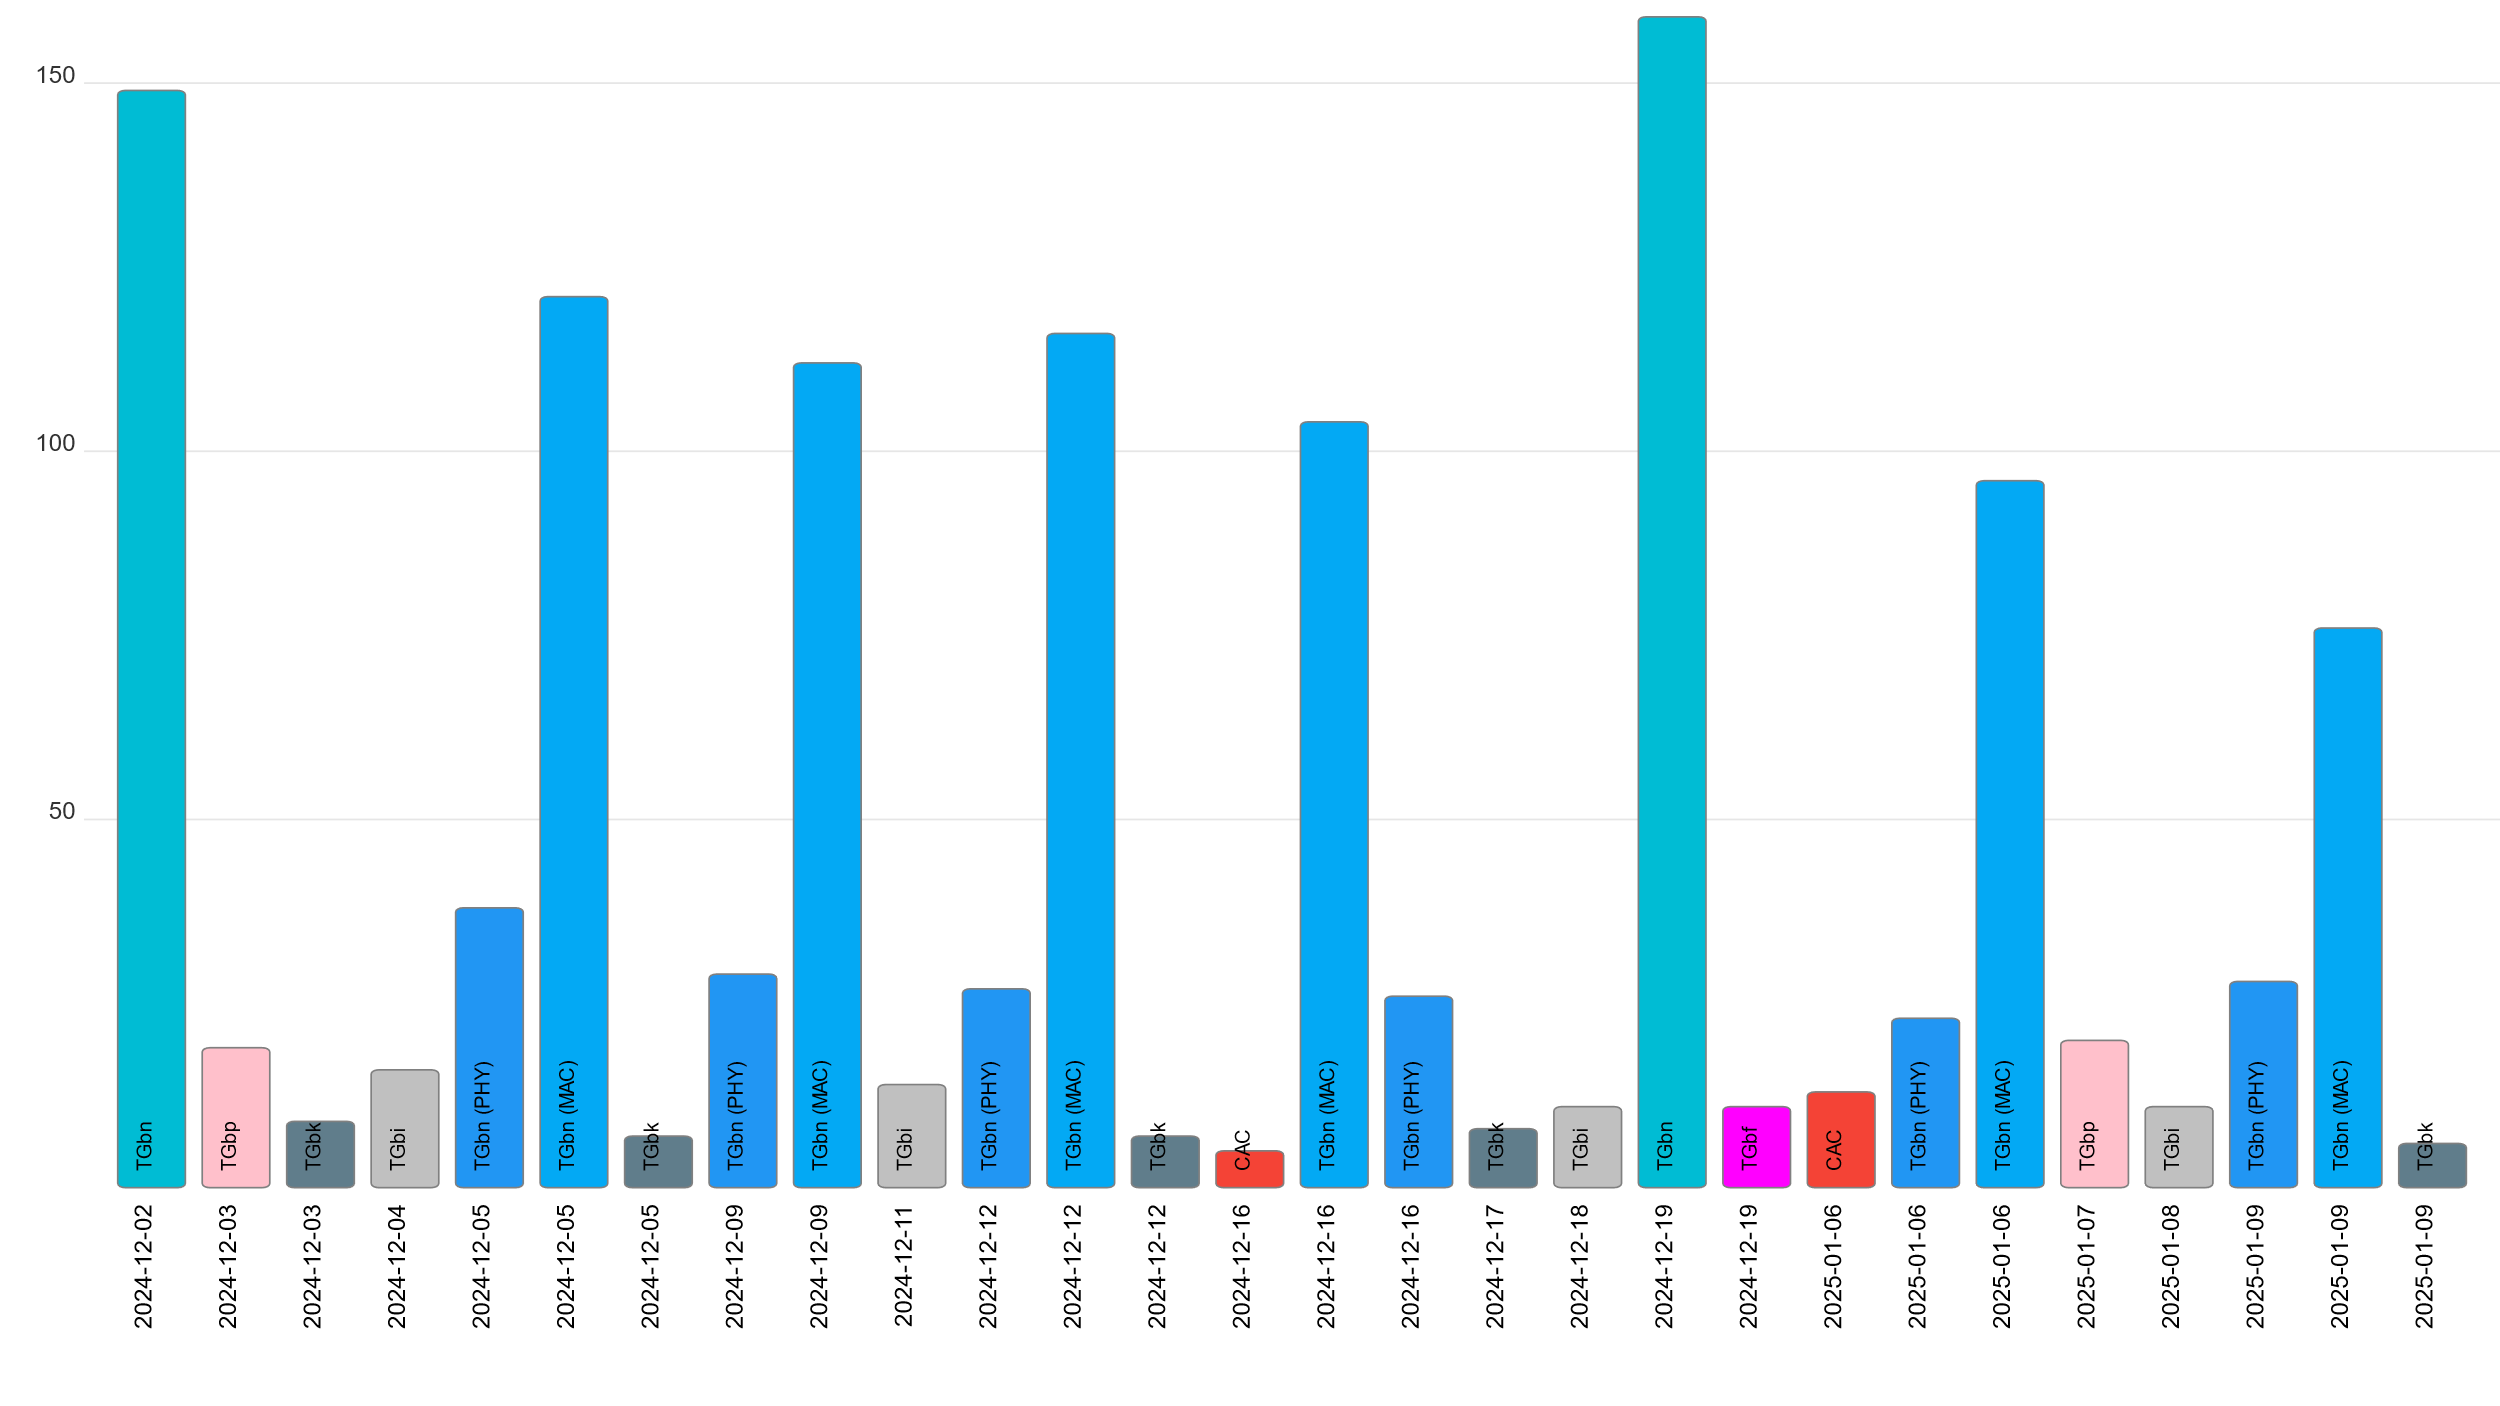 150
100
50
TGbn
TGbp
TGbk
TGbi
TGbn (PHY)
TGbn (MAC)
TGbk
TGbn (PHY)
TGbn (MAC)
TGbi
TGbn (PHY)
TGbn (MAC)
TGbk
CAC
TGbn (MAC)
TGbn (PHY)
TGbk
TGbi
TGbn
TGbf
CAC
TGbn (PHY)
TGbn (MAC)
TGbp
TGbi
TGbn (PHY)
TGbn (MAC)
TGbk
2024-12-02
2024-12-03
2024-12-03
2024-12-04
2024-12-05
2024-12-05
2024-12-05
2024-12-09
2024-12-09
2024-12-11
2024-12-12
2024-12-12
2024-12-12
2024-12-16
2024-12-16
2024-12-16
2024-12-17
2024-12-18
2024-12-19
2024-12-19
2025-01-06
2025-01-06
2025-01-06
2025-01-07
2025-01-08
2025-01-09
2025-01-09
2025-01-09